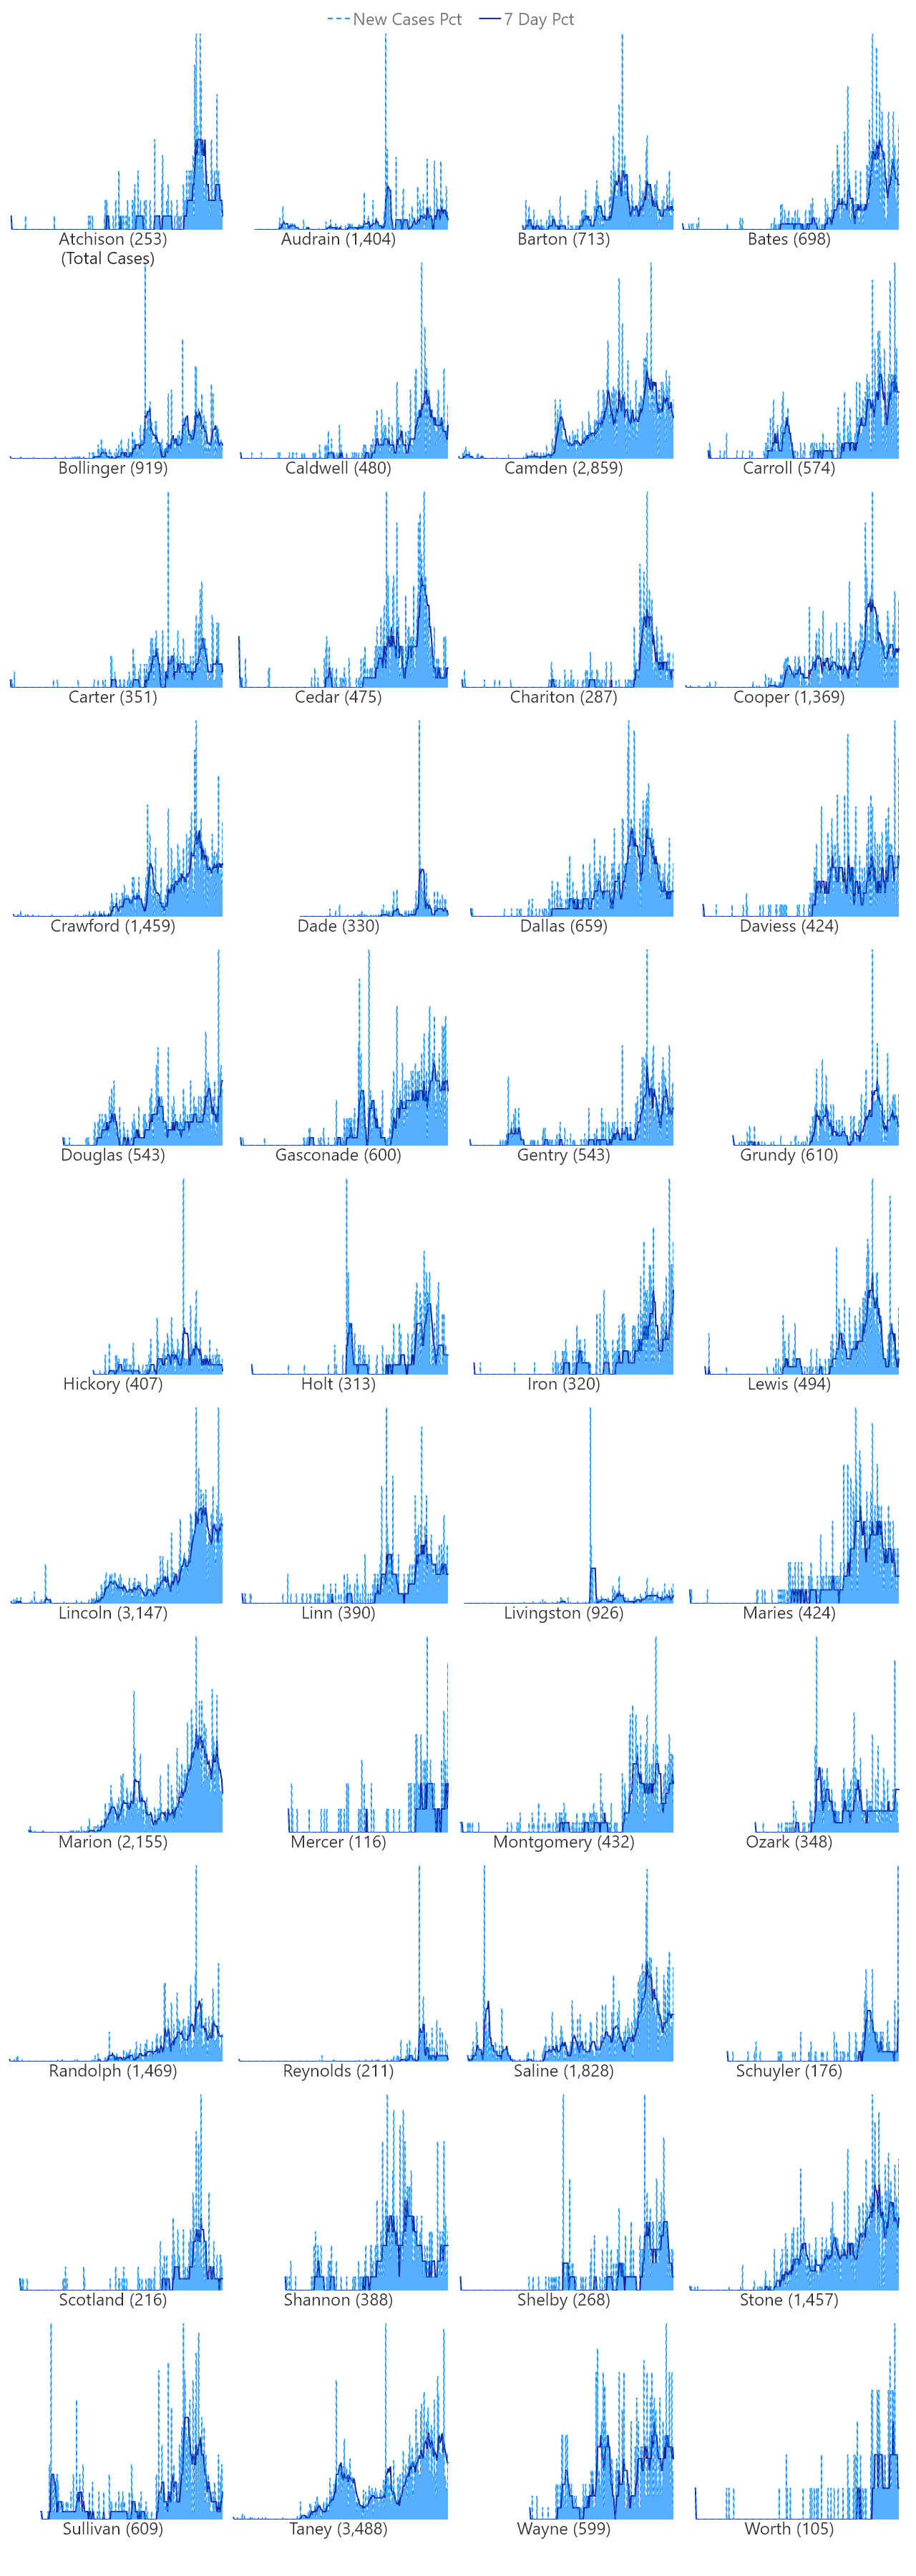 New Cases Pct 7 Day Pct
Atchison (253) Audrain (1,404) Barton (713) Bates (698)
(Total Cases)
Bollinger (919) Caldwell (480) Camden (2,859) Carroll (574)
Carter (351) Cedar (475) Chariton (287) Cooper (1,369)
Crawford (1,459) Dade (330) Dallas (659) Daviess (424)
Douglas (543) Gasconade (600) Gentry (543) Grundy (610)
Hickory (407) Holt (313) Iron (320) Lewis (494)
Lincoln (3,147) Linn (390) Livingston (926) Maries (424)
Marion (2,155) Mercer (116) Montgomery (432) Ozark (348)
Randolph (1,469) Reynolds (211) Saline (1,828) Schuyler (176)
Scotland (216) Shannon (388) Shelby (268) Stone (1,457)
Sullivan (609) Taney (3,488) Wayne (599) Worth (105)